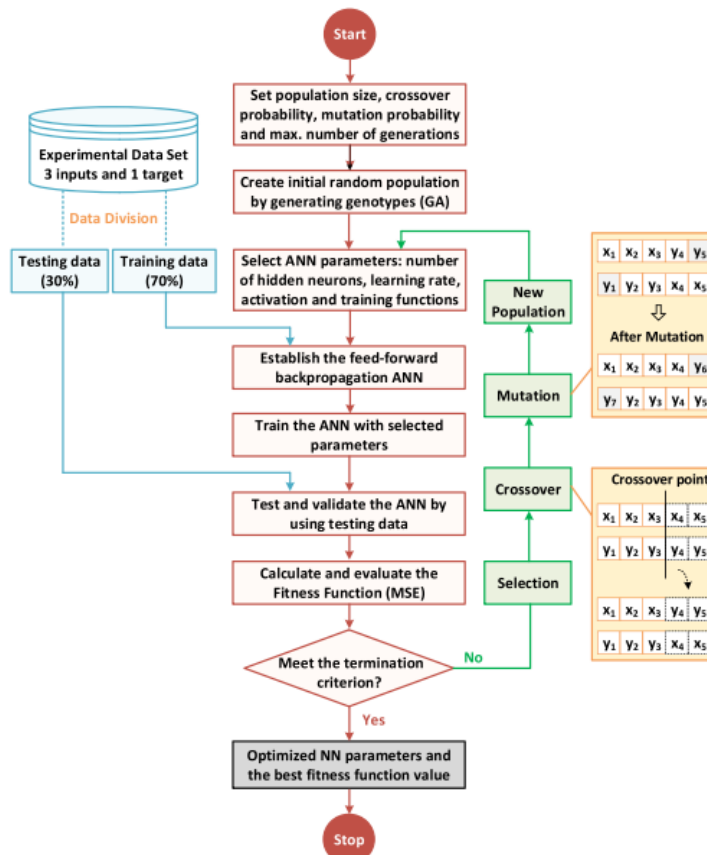 Start
Set population size, crossover
probability, mutation probability
and max. number of generations
Experimental Data Set
3 inputs and 1 target
Create initial random population
by generating genotypes (GA)
Data Division
Testing data
(30%)
Training data
(70%)
Select ANN parameters: number
of hidden neurons, learning rate,
activation and training functions
Establish the feed-forward
backpropagation ANN
Train the ANN with selected
parameters
Test and validate the ANN by
using testing data
Calculate and evaluate the
Fitness Function (MSE)
Meet the termination
criterion?
No
Yes
Optimized NN parameters and
the best fitness function value
Stop
New
Population
Mutation
Crossover
Selection
x₁ x₂ x₃ y₄ y₅
y₁ y₂ y₃ x₄ x₅
After Mutation
x₁ x₂ x₃ x₄ y₆
y₇ y₂ y₃ y₄ y₅
Crossover point
x₁ x₂ x₃ x₄ x₅
y₁ y₂ y₃ y₄ y₅
x₁ x₂ x₃ y₄ y₅
y₁ y₂ y₃ x₄ x₅